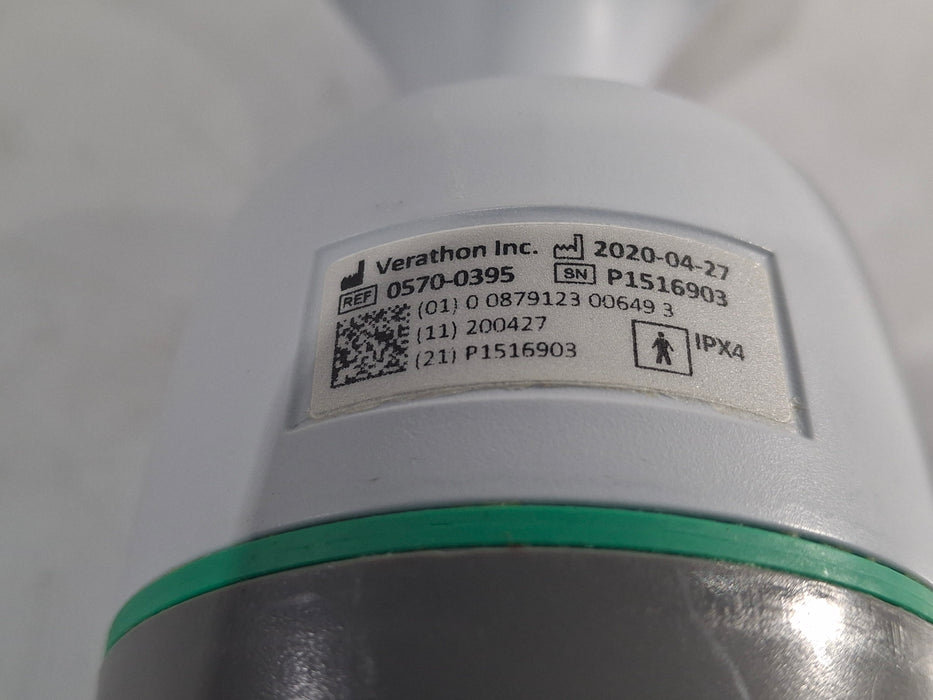 Verathon Inc. 2020-04-27
REF 0570-0395 SN P1516903
(01) 0 0879123 00649 3
(11) 200427
(21) P1516903
IPX4